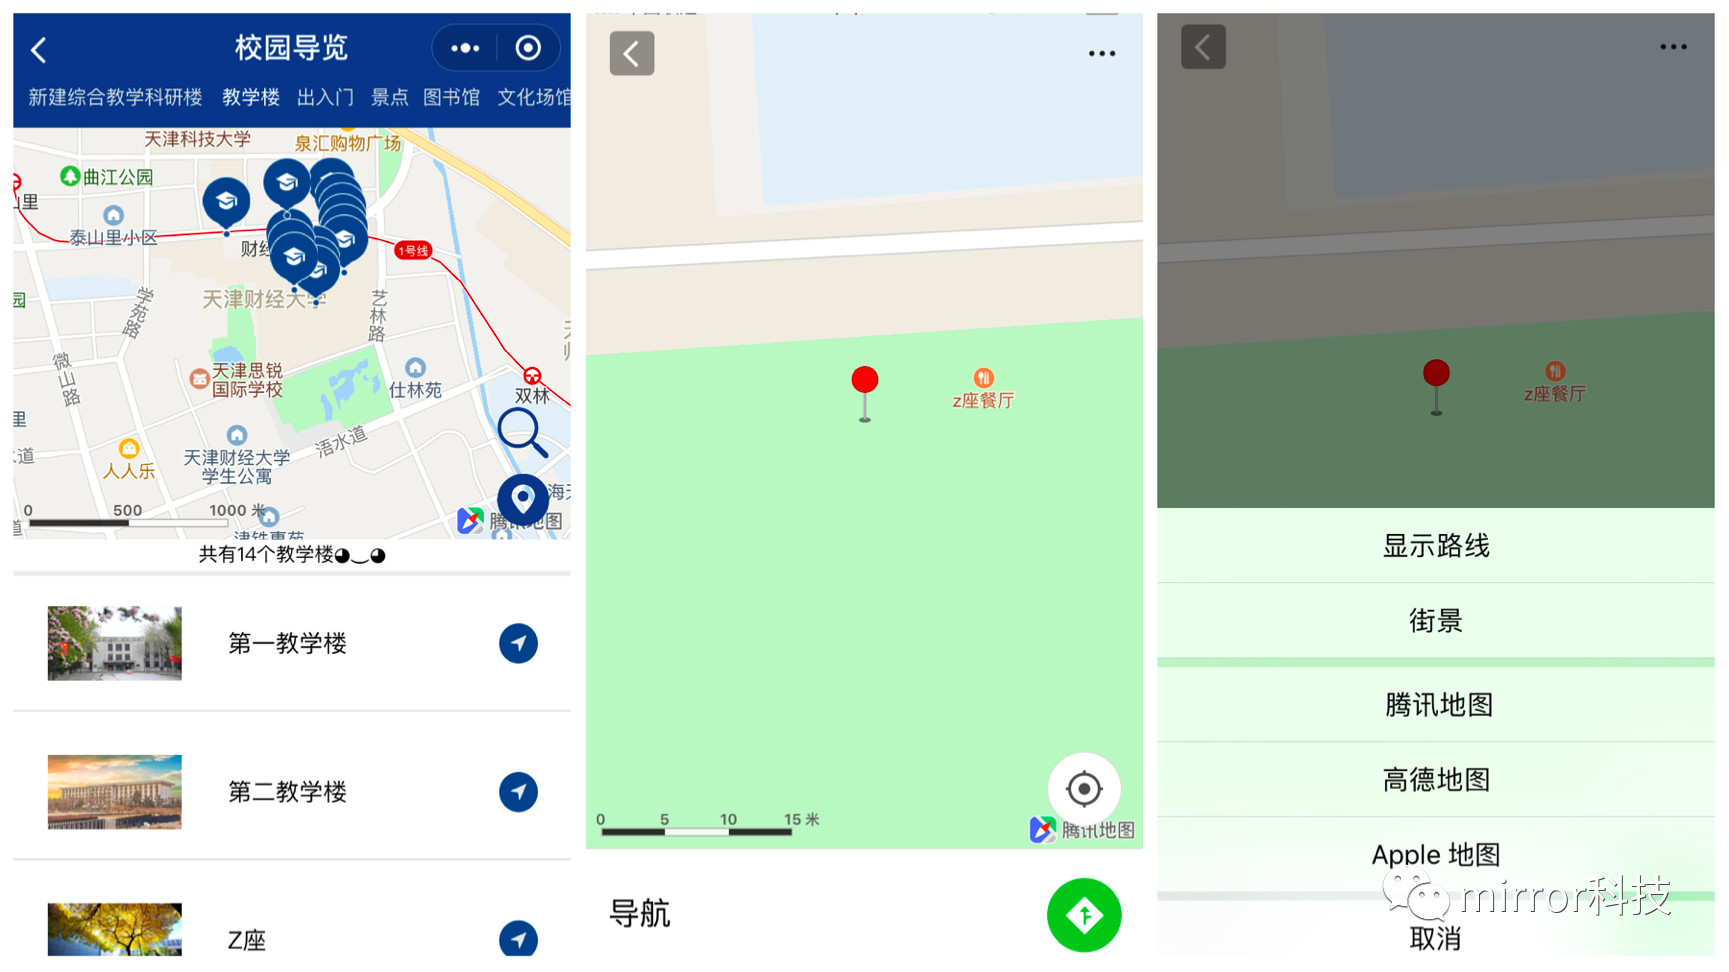 校园导览
新建综合教学科研楼 教学楼 出入门 景点 图书馆 文化场馆
天津科技大学
泉汇购物广场
曲江公园
山里
泰山里小区
财经
1号线
天津财经大学
学苑路
艺林路
园
微山路
天津思锐
国际学校
仕林苑
双林
里
浯水道
道
天津财经大学
学生公寓
人人乐
0 500 1000 米
腾讯地图
共有14个教学楼
第一教学楼
第二教学楼
Z座
z座餐厅
0 5 10 15 米
腾讯地图
导航
z座餐厅
显示路线
街景
腾讯地图
高德地图
Apple 地图
mirror科技
取消